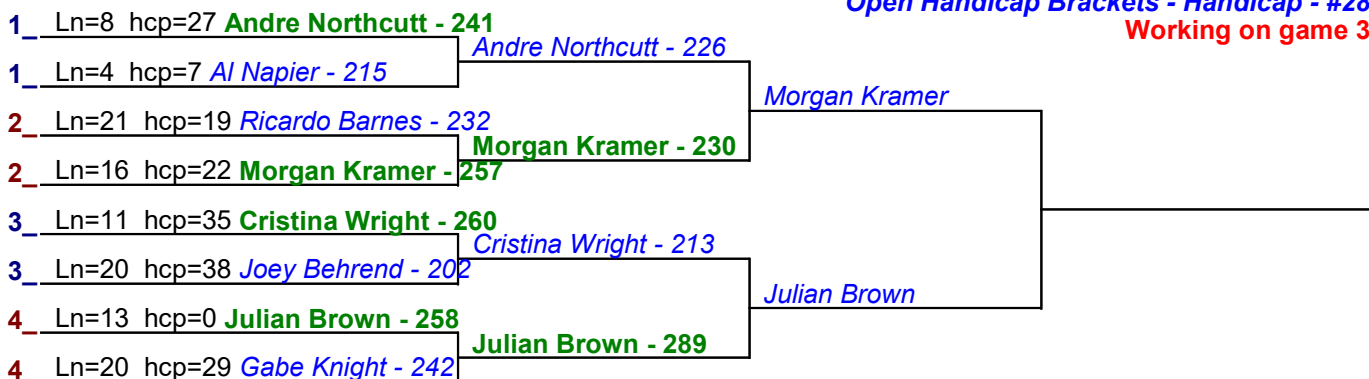 Open Handicap Brackets - Handicap - #28
Working on game 3
1_ Ln=8 hcp=27 Andre Northcutt - 241
Andre Northcutt - 226
1_ Ln=4 hcp=7 Al Napier - 215
Morgan Kramer
2_ Ln=21 hcp=19 Ricardo Barnes - 232
Morgan Kramer - 230
2_ Ln=16 hcp=22 Morgan Kramer - 257
3_ Ln=11 hcp=35 Cristina Wright - 260
Cristina Wright - 213
3_ Ln=20 hcp=38 Joey Behrend - 202
Julian Brown
4_ Ln=13 hcp=0 Julian Brown - 258
Julian Brown - 289
4 Ln=20 hcp=29 Gabe Knight - 242